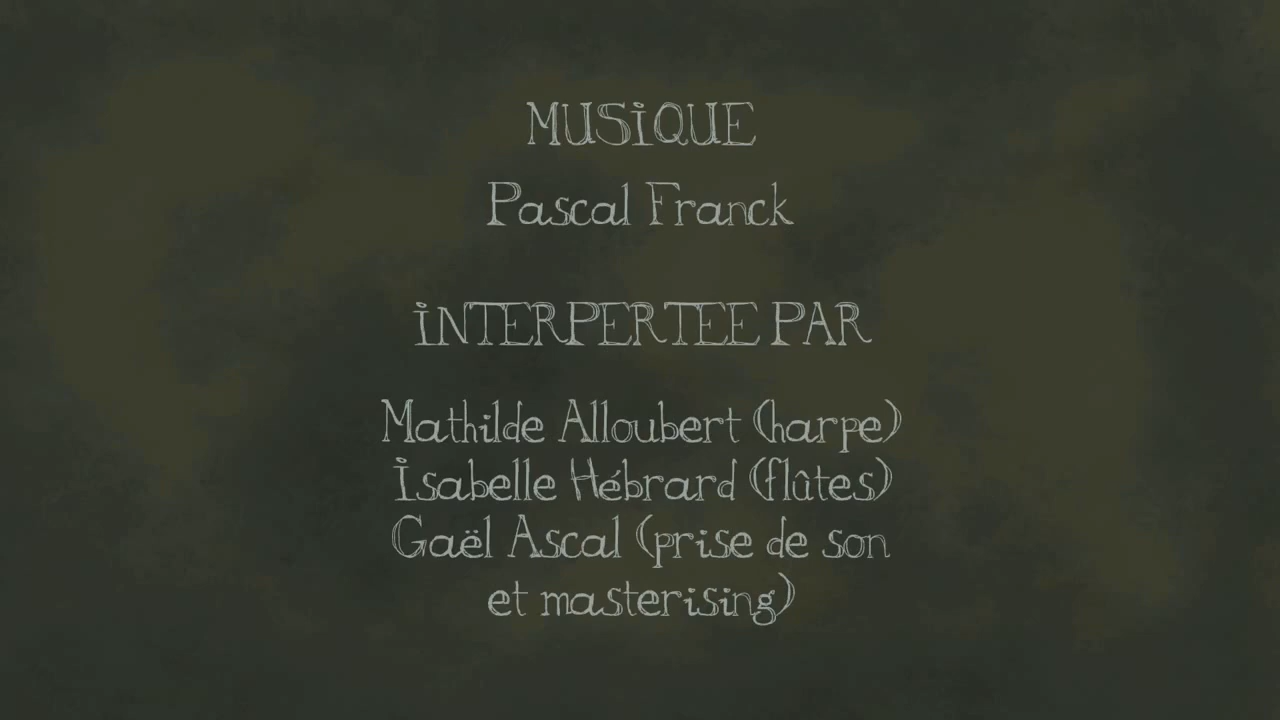 MUSIQUE
Pascal Franck
INTERPERTEE PAR
Mathilde Alloubert (harpe)
Isabelle Hébrard (flûtes)
Gaël Ascal (prise de son
et masterising)